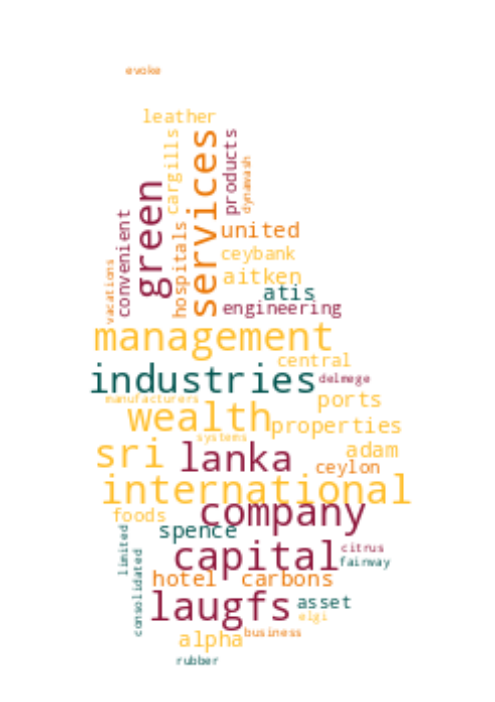 evoke
leather
cargills
services
products
dynawash
green
convenient
hospitals
vacations
united
ceybank
aitken
atis
engineering
management
central
industries
delmege
manufacturers
ports
wealth
properties
systems
sri
lanka
adam
ceylon
international
company
foods
spence
limited
consolidated
capital
citrus
fairway
hotel
carbons
laugfs
asset
elgi
alpha
business
rubber